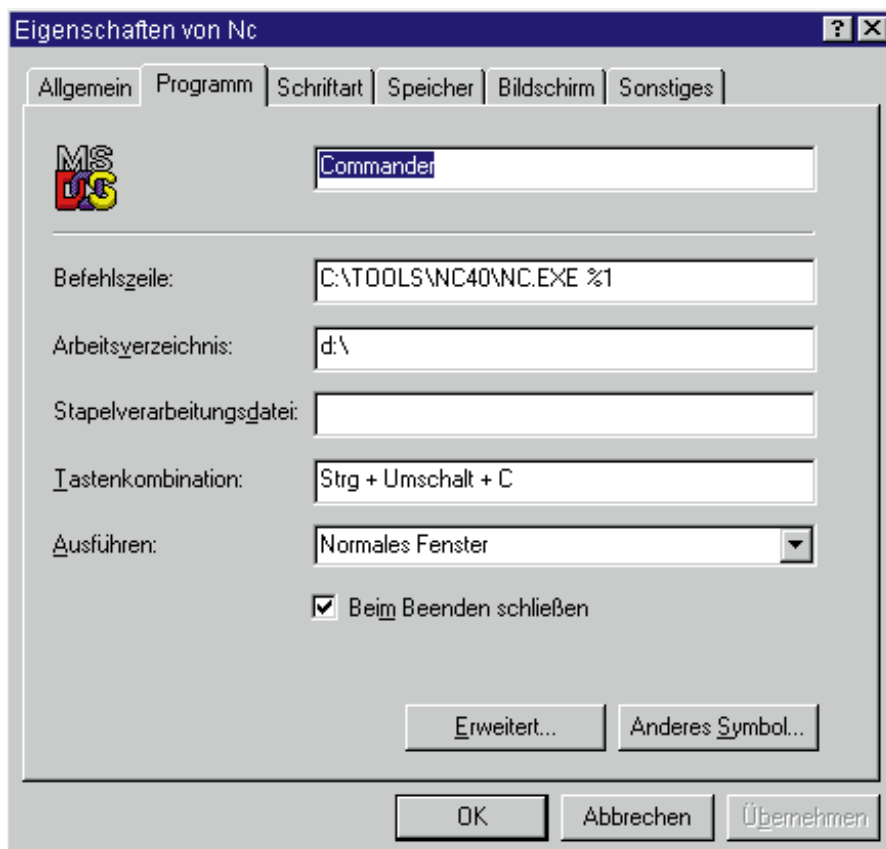 Eigenschaften von Nc
Allgemein Programm Schriftart Speicher Bildschirm Sonstiges
MS
DOS
Commander
Befehlszeile: C:\TOOLS\NC40\NC.EXE %1
Arbeitsverzeichnis: d:\
Stapelverarbeitungsdatei:
Tastenkombination: Strg + Umschalt + C
Ausführen: Normales Fenster
Beim Beenden schließen
Erweitert... Anderes Symbol...
OK Abbrechen Übernehmen